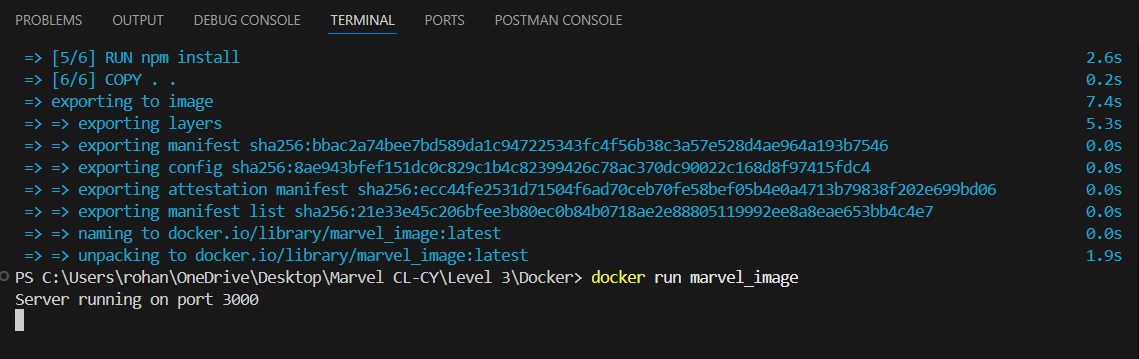 PROBLEMS OUTPUT DEBUG CONSOLE TERMINAL PORTS POSTMAN CONSOLE
=> [5/6] RUN npm install 2.6s
=> [6/6] COPY . . 0.2s
=> exporting to image 7.4s
=> => exporting layers 5.3s
=> => exporting manifest sha256:bbac2a74bee7bd589da1c947225343fc4f56b38c3a57e528d4ae964a193b7546 0.0s
=> => exporting config sha256:8ae943bfef151dc0c829c1b4c82399426c78ac370dc90022c168d8f97415fdc4 0.0s
=> => exporting attestation manifest sha256:ecc44fe2531d71504f6ad70ceb70fe58bef05b4e0a4713b79838f202e699bd06 0.0s
=> => exporting manifest list sha256:21e33e45c206bfee3b80ec0b84b0718ae2e88805119992ee8a8eae653bb4c4e7 0.0s
=> => naming to docker.io/library/marvel_image:latest 0.0s
=> => unpacking to docker.io/library/marvel_image:latest 1.9s
PS C:\Users\rohan\OneDrive\Desktop\Marvel CL-CY\Level 3\Docker> docker run marvel_image
Server running on port 3000